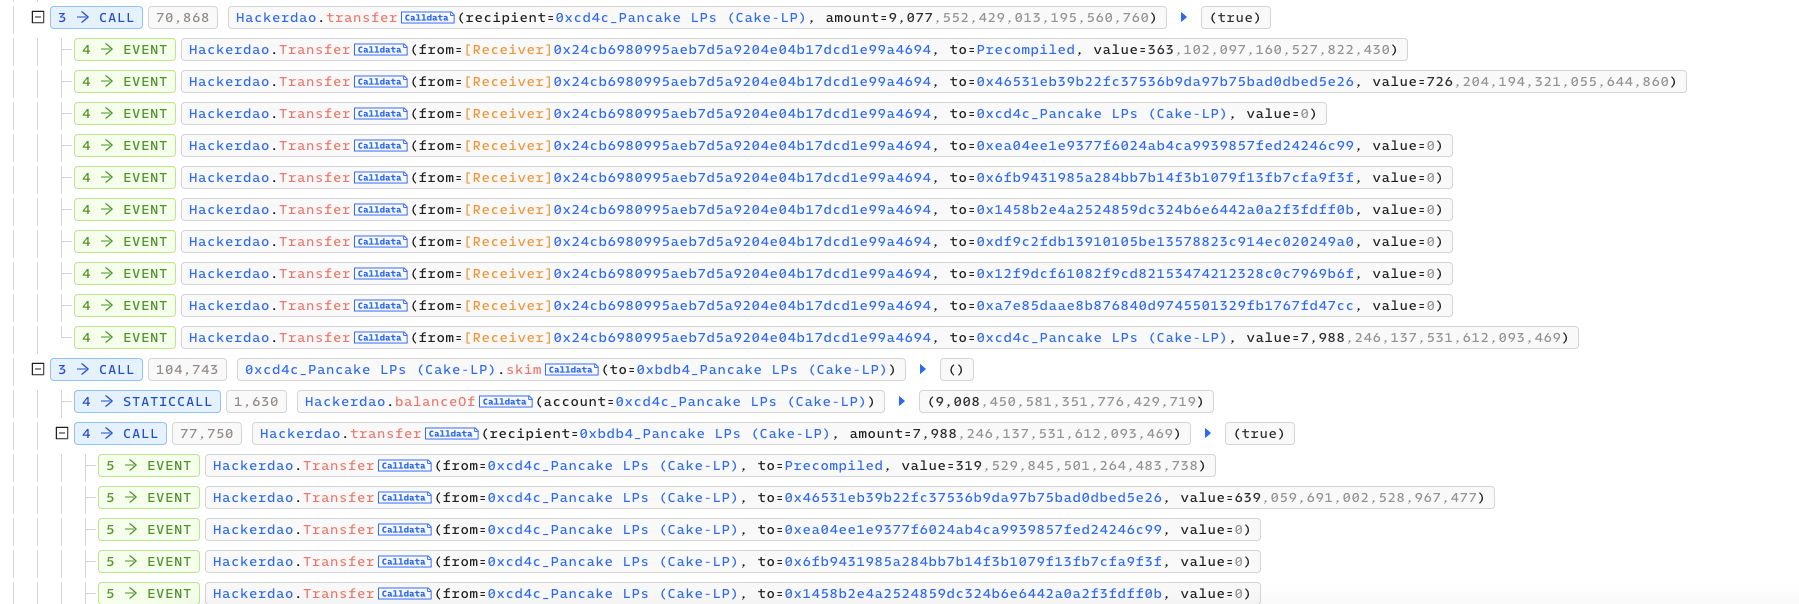 3 → CALL 70,868 Hackerdao.transfer Calldata (recipient=0xcd4c_Pancake LPs (Cake-LP), amount=9,077,552,429,013,195,560,760) ▶ (true)
4 → EVENT Hackerdao.Transfer Calldata (from=[Receiver]0x24cb6980995aeb7d5a9204e04b17dcd1e99a4694, to=Precompiled, value=363,102,097,160,527,822,430)
4 → EVENT Hackerdao.Transfer Calldata (from=[Receiver]0x24cb6980995aeb7d5a9204e04b17dcd1e99a4694, to=0x46531eb39b22fc37536b9da97b75bad0dbed5e26, value=726,204,194,321,055,644,860)
4 → EVENT Hackerdao.Transfer Calldata (from=[Receiver]0x24cb6980995aeb7d5a9204e04b17dcd1e99a4694, to=0xcd4c_Pancake LPs (Cake-LP), value=0)
4 → EVENT Hackerdao.Transfer Calldata (from=[Receiver]0x24cb6980995aeb7d5a9204e04b17dcd1e99a4694, to=0xea04ee1e9377f6024ab4ca9939857fed24246c99, value=0)
4 → EVENT Hackerdao.Transfer Calldata (from=[Receiver]0x24cb6980995aeb7d5a9204e04b17dcd1e99a4694, to=0x6fb9431985a284bb7b14f3b1079f13fb7cfa9f3f, value=0)
4 → EVENT Hackerdao.Transfer Calldata (from=[Receiver]0x24cb6980995aeb7d5a9204e04b17dcd1e99a4694, to=0x1458b2e4a2524859dc324b6e6442a0a2f3fdff0b, value=0)
4 → EVENT Hackerdao.Transfer Calldata (from=[Receiver]0x24cb6980995aeb7d5a9204e04b17dcd1e99a4694, to=0xdf9c2fdb13910105be13578823c914ec020249a0, value=0)
4 → EVENT Hackerdao.Transfer Calldata (from=[Receiver]0x24cb6980995aeb7d5a9204e04b17dcd1e99a4694, to=0x12f9dcf61082f9cd82153474212328c0c7969b6f, value=0)
4 → EVENT Hackerdao.Transfer Calldata (from=[Receiver]0x24cb6980995aeb7d5a9204e04b17dcd1e99a4694, to=0xa7e85daae8b876840d9745501329fb1767fd47cc, value=0)
4 → EVENT Hackerdao.Transfer Calldata (from=[Receiver]0x24cb6980995aeb7d5a9204e04b17dcd1e99a4694, to=0xcd4c_Pancake LPs (Cake-LP), value=7,988,246,137,531,612,093,469)
3 → CALL 104,743 0xcd4c_Pancake LPs (Cake-LP).skim Calldata (to=0xbdb4_Pancake LPs (Cake-LP)) ▶ ()
4 → STATICCALL 1,630 Hackerdao.balanceOf Calldata (account=0xcd4c_Pancake LPs (Cake-LP)) ▶ (9,008,450,581,351,776,429,719)
4 → CALL 77,750 Hackerdao.transfer Calldata (recipient=0xbdb4_Pancake LPs (Cake-LP), amount=7,988,246,137,531,612,093,469) ▶ (true)
5 → EVENT Hackerdao.Transfer Calldata (from=0xcd4c_Pancake LPs (Cake-LP), to=Precompiled, value=319,529,845,501,264,483,738)
5 → EVENT Hackerdao.Transfer Calldata (from=0xcd4c_Pancake LPs (Cake-LP), to=0x46531eb39b22fc37536b9da97b75bad0dbed5e26, value=639,059,691,002,528,967,477)
5 → EVENT Hackerdao.Transfer Calldata (from=0xcd4c_Pancake LPs (Cake-LP), to=0xea04ee1e9377f6024ab4ca9939857fed24246c99, value=0)
5 → EVENT Hackerdao.Transfer Calldata (from=0xcd4c_Pancake LPs (Cake-LP), to=0x6fb9431985a284bb7b14f3b1079f13fb7cfa9f3f, value=0)
5 → EVENT Hackerdao.Transfer Calldata (from=0xcd4c_Pancake LPs (Cake-LP), to=0x1458b2e4a2524859dc324b6e6442a0a2f3fdff0b, value=0)